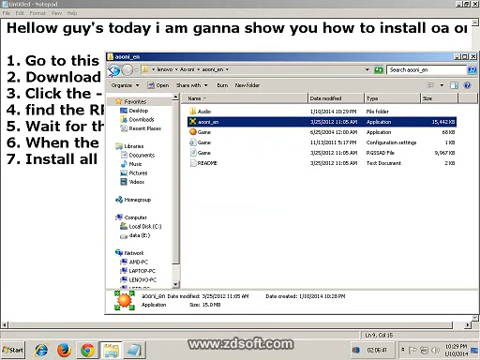 Untitled - Notepad
File Edit Format View Help
Hellow guy's today i am ganna show you how to install oa or
1. Go to this
2. Download
3. Click the -
4. find the
5. Wait for th
6. When the
7. Install all
aooni_en
lenovo Ao oni aooni_en
Search aooni_en
Organize Open Share with Burn New folder
Name Date modified Type Size
Favorites
Desktop
Downloads
Recent Places
Libraries
Documents
Music
Pictures
Videos
Homegroup
Computer
Local Disk (C:)
data (E:)
Network
AMD-PC
LAPTOP-PC
LENOVO-PC
Audio 1/10/2014 10:29 PM File folder
aooni_en 3/25/2012 11:05 AM Application 15,442 KB
Game 6/25/2004 12:00 AM Application 68 KB
Game 11/13/2011 5:17 PM Configuration settings 1 KB
Game 3/25/2012 11:05 AM RGSSAD File 9,967 KB
README 3/25/2012 11:05 AM Text Document 2 KB
aooni_en Date modified: 3/25/2012 11:05 AM Date created: 1/10/2014 10:28 PM
Application Size: 15.0 MB
Ln 9, Col 15
Start
www.zdsoft.com
02:06:41
10:29 PM
1/10/2014